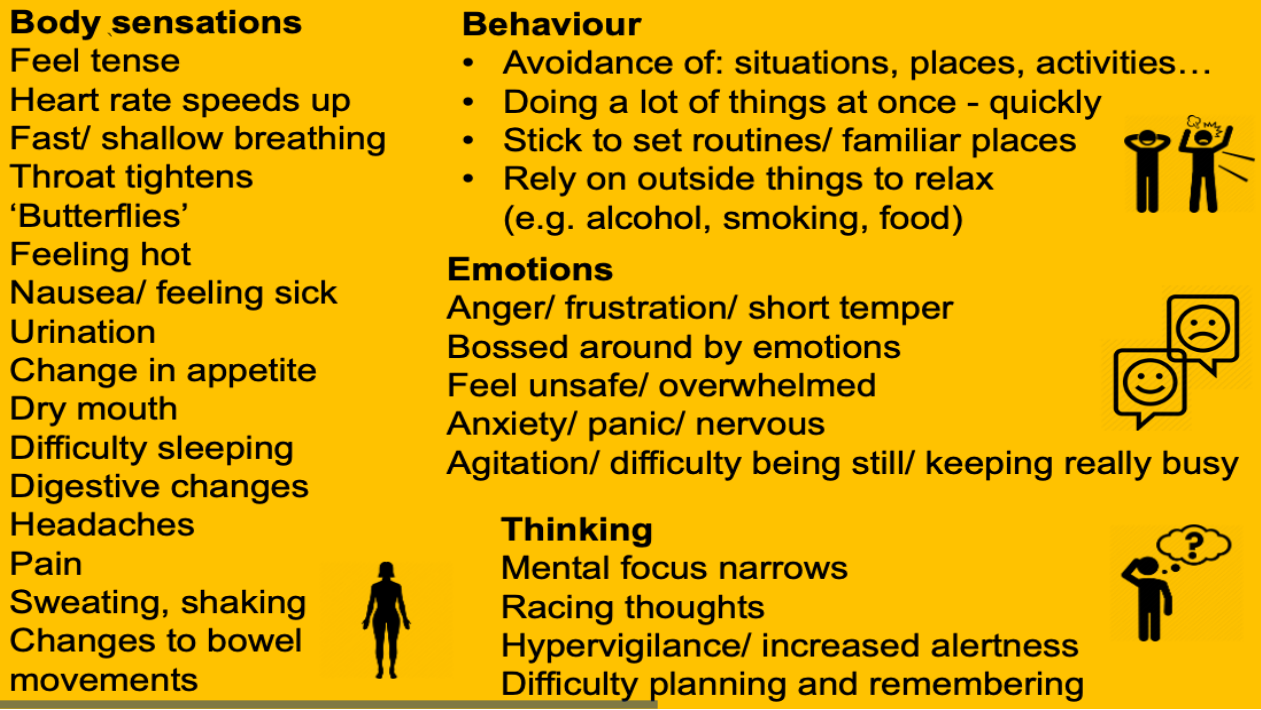 Body sensations
Feel tense
Heart rate speeds up
Fast/ shallow breathing
Throat tightens
‘Butterflies’
Feeling hot
Nausea/ feeling sick
Urination
Change in appetite
Dry mouth
Difficulty sleeping
Digestive changes
Headaches
Pain
Sweating, shaking
Changes to bowel
movements
Behaviour
• Avoidance of: situations, places, activities…
• Doing a lot of things at once - quickly
• Stick to set routines/ familiar places
• Rely on outside things to relax
(e.g. alcohol, smoking, food)
Emotions
Anger/ frustration/ short temper
Bossed around by emotions
Feel unsafe/ overwhelmed
Anxiety/ panic/ nervous
Agitation/ difficulty being still/ keeping really busy
Thinking
Mental focus narrows
Racing thoughts
Hypervigilance/ increased alertness
Difficulty planning and remembering
?